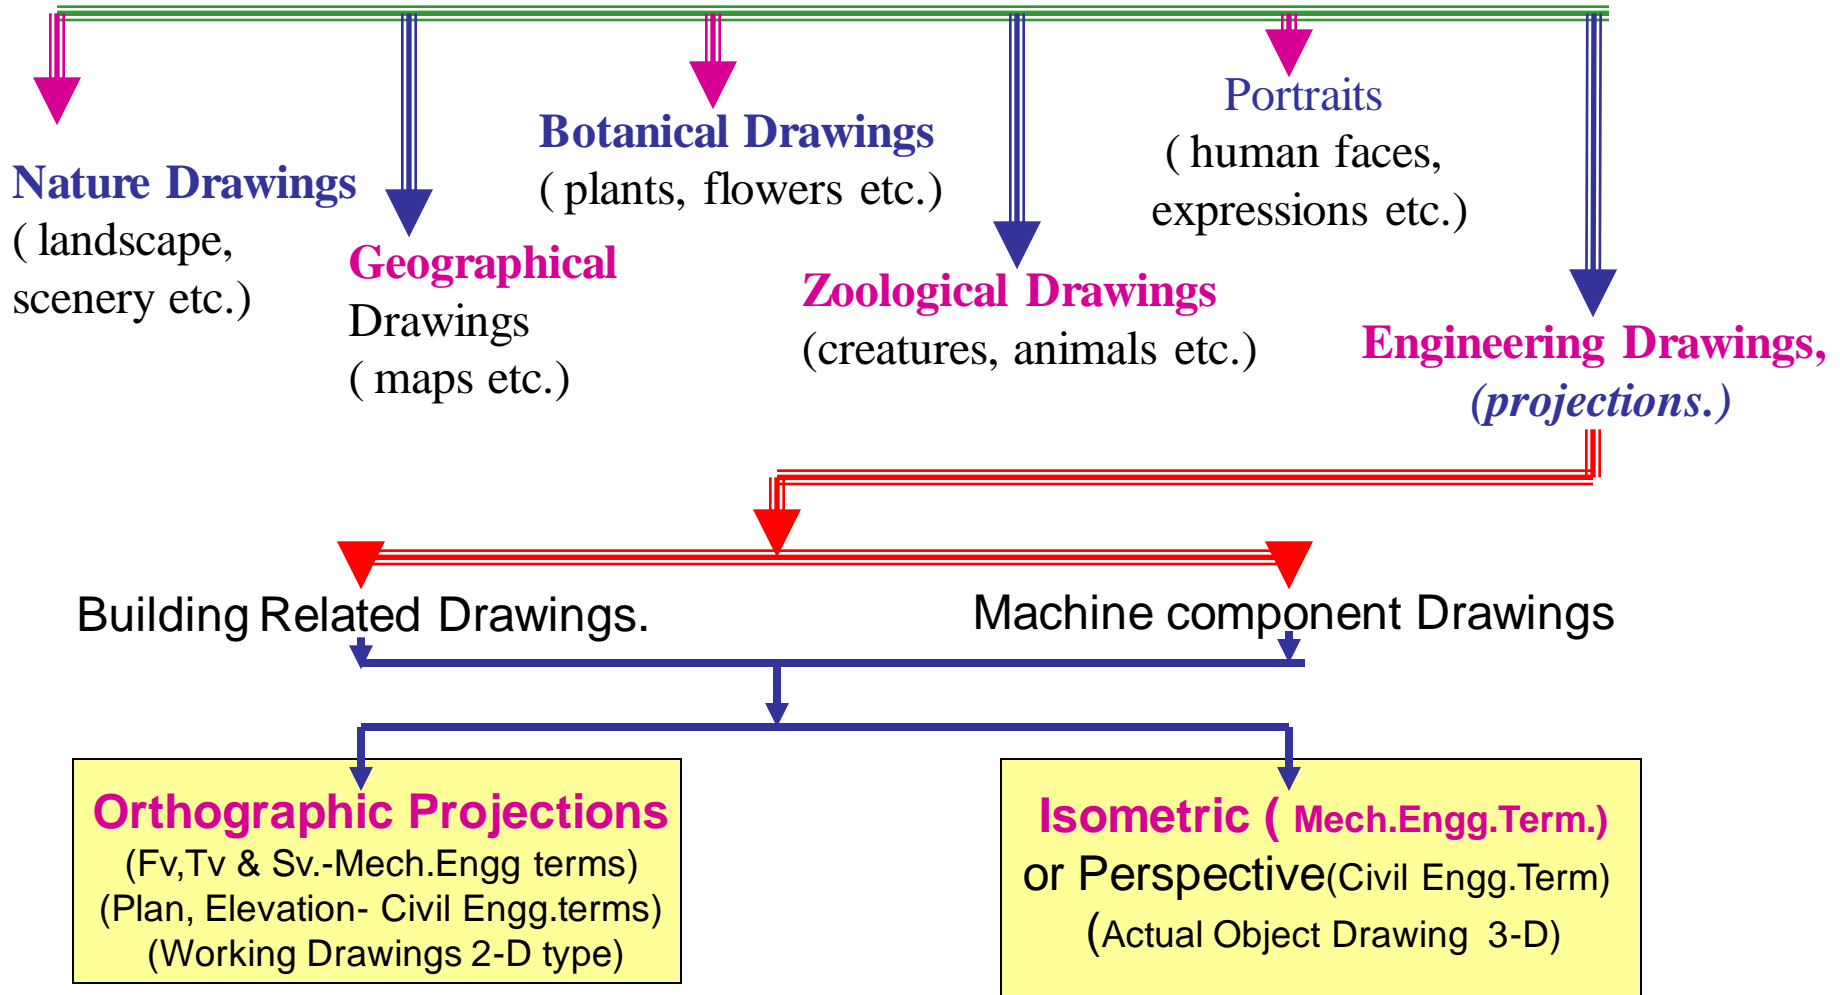 Nature Drawings
( landscape,
scenery etc.)
Geographical
Drawings
( maps etc.)
Botanical Drawings
( plants, flowers etc.)
Zoological Drawings
(creatures, animals etc.)
Portraits
( human faces,
expressions etc.)
Engineering Drawings,
(projections.)
Building Related Drawings.
Machine component Drawings
Orthographic Projections
(Fv,Tv & Sv.-Mech.Engg terms)
(Plan, Elevation- Civil Engg.terms)
(Working Drawings 2-D type)
Isometric ( Mech.Engg.Term.)
or Perspective(Civil Engg.Term)
(Actual Object Drawing 3-D)